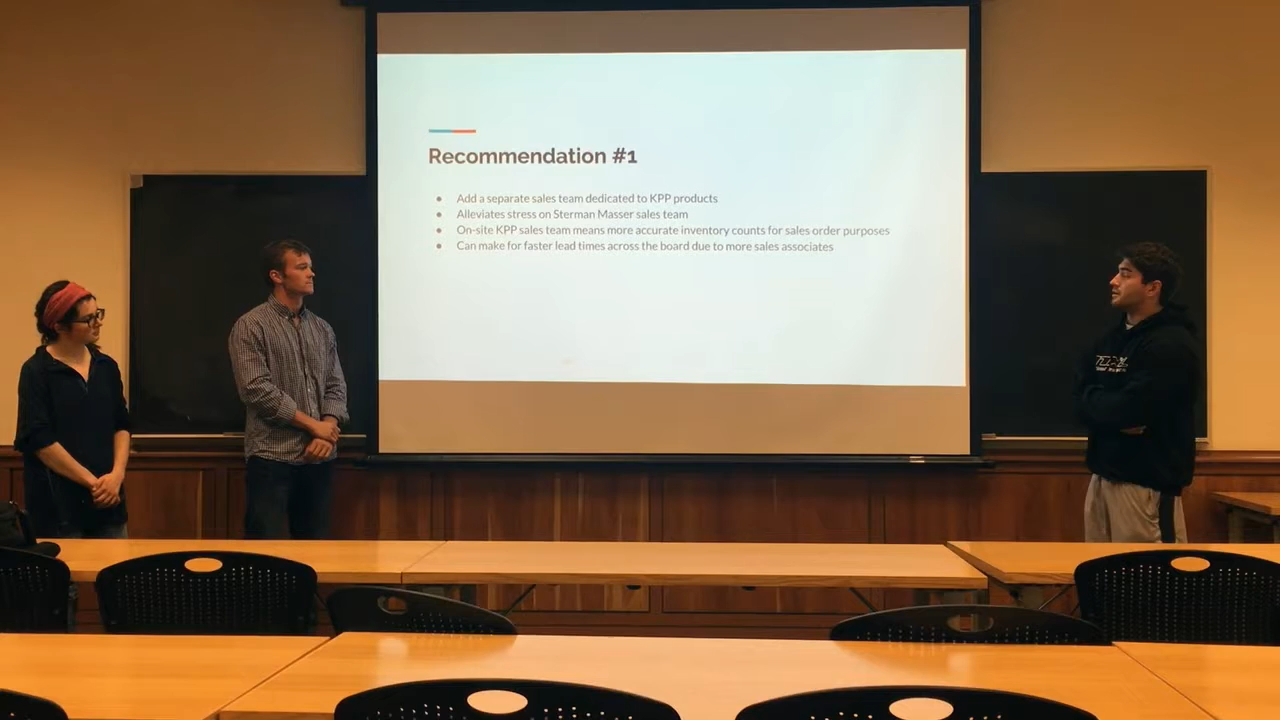 Recommendation #1
● Add a separate sales team dedicated to KPP products
● Alleviates stress on Sterman Masser sales team
● On-site KPP sales team means more accurate inventory counts for sales order purposes
● Can make for faster lead times across the board due to more sales associates